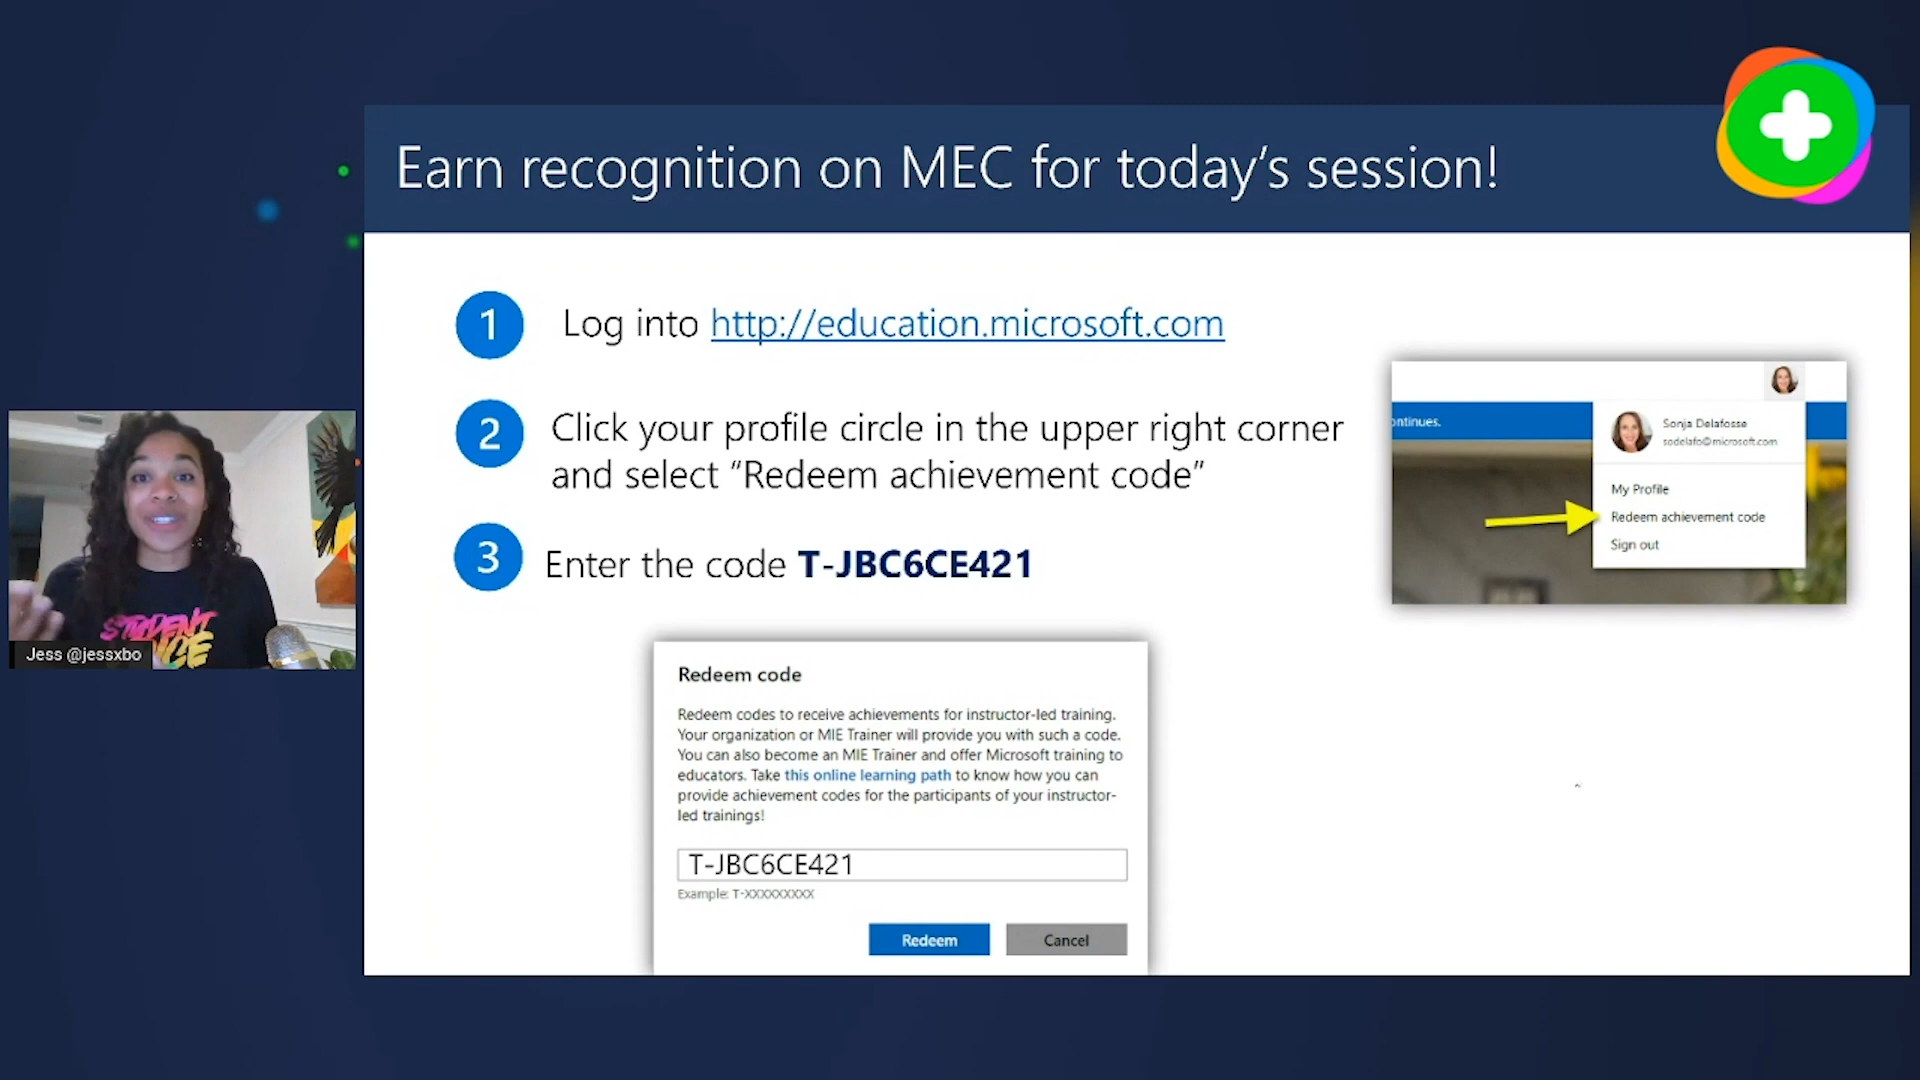 Earn recognition on MEC for today's session!
1
Log into http://education.microsoft.com
2
Click your profile circle in the upper right corner
and select "Redeem achievement code"
3
Enter the code T-JBC6CE421
ontinues.
Sonja Delafosse
sodelafo@microsoft.com
My Profile
Redeem achievement code
Sign out
STUDENT
Jess @jessxbo
Redeem code
Redeem codes to receive achievements for instructor-led training.
Your organization or MIE Trainer will provide you with such a code.
You can also become an MIE Trainer and offer Microsoft training to
educators. Take this online learning path to know how you can
provide achievement codes for the participants of your instructor-
led trainings!
T-JBC6CE421
Example: T-XXXXXXXXX
Redeem
Cancel